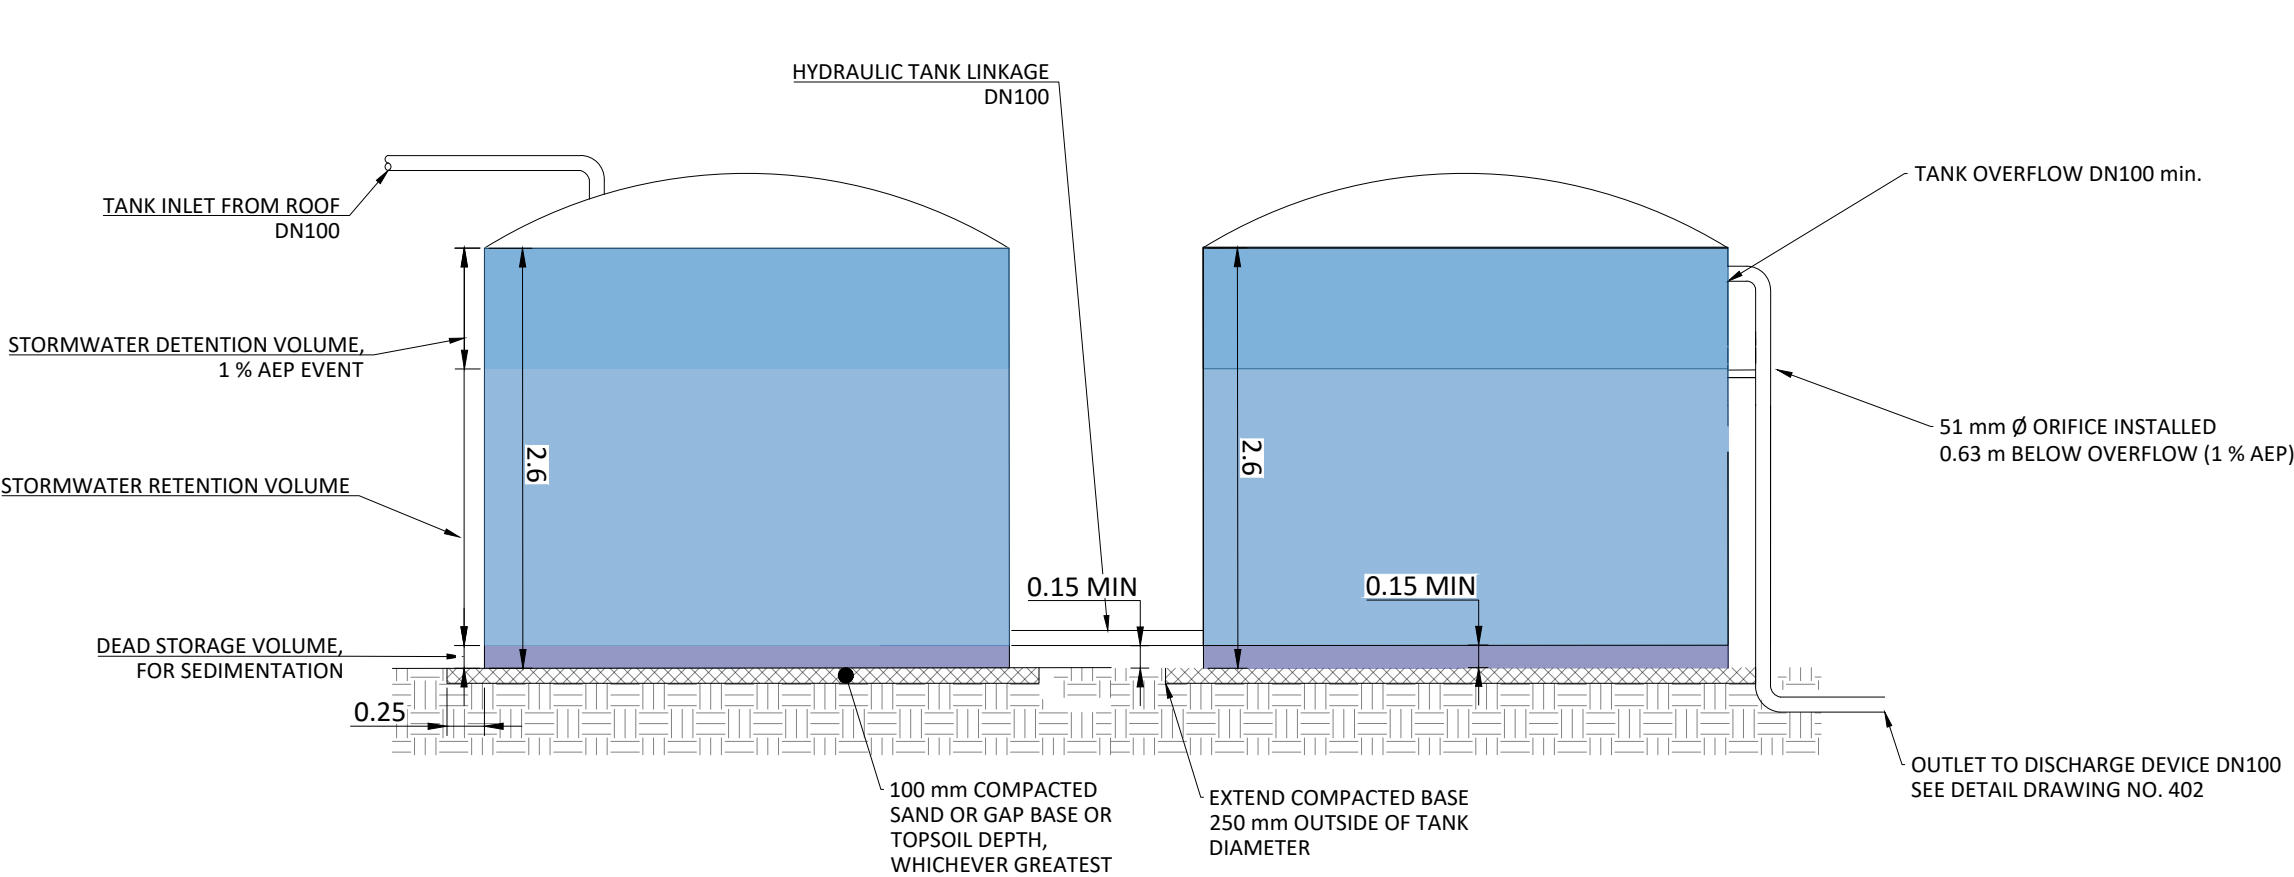 HYDRAULIC TANK LINKAGE
DN100
TANK INLET FROM ROOF
DN100
TANK OVERFLOW DN100 min.
STORMWATER DETENTION VOLUME,
1 % AEP EVENT
2.6
2.6
51 mm Ø ORIFICE INSTALLED
0.63 m BELOW OVERFLOW (1 % AEP)
STORMWATER RETENTION VOLUME
0.15 MIN
0.15 MIN
DEAD STORAGE VOLUME,
FOR SEDIMENTATION
0.25
100 mm COMPACTED
SAND OR GAP BASE OR
TOPSOIL DEPTH,
WHICHEVER GREATEST
EXTEND COMPACTED BASE
250 mm OUTSIDE OF TANK
DIAMETER
OUTLET TO DISCHARGE DEVICE DN100
SEE DETAIL DRAWING NO. 402